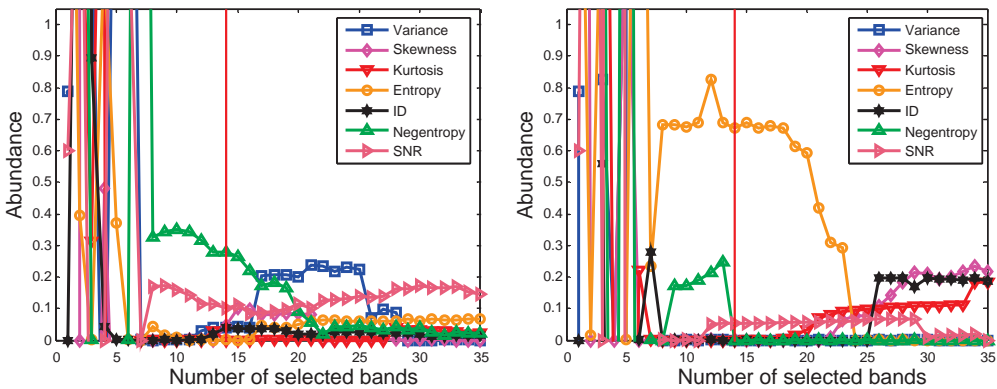 1
0.9
0.8
0.7
0.6
0.5
0.4
0.3
0.2
0.1
0
Abundance
0 5 10 15 20 25 30 35
Number of selected bands
Variance
Skewness
Kurtosis
Entropy
ID
Negentropy
SNR
1
0.9
0.8
0.7
0.6
0.5
0.4
0.3
0.2
0.1
0
Abundance
0 5 10 15 20 25 30 35
Number of selected bands
Variance
Skewness
Kurtosis
Entropy
ID
Negentropy
SNR